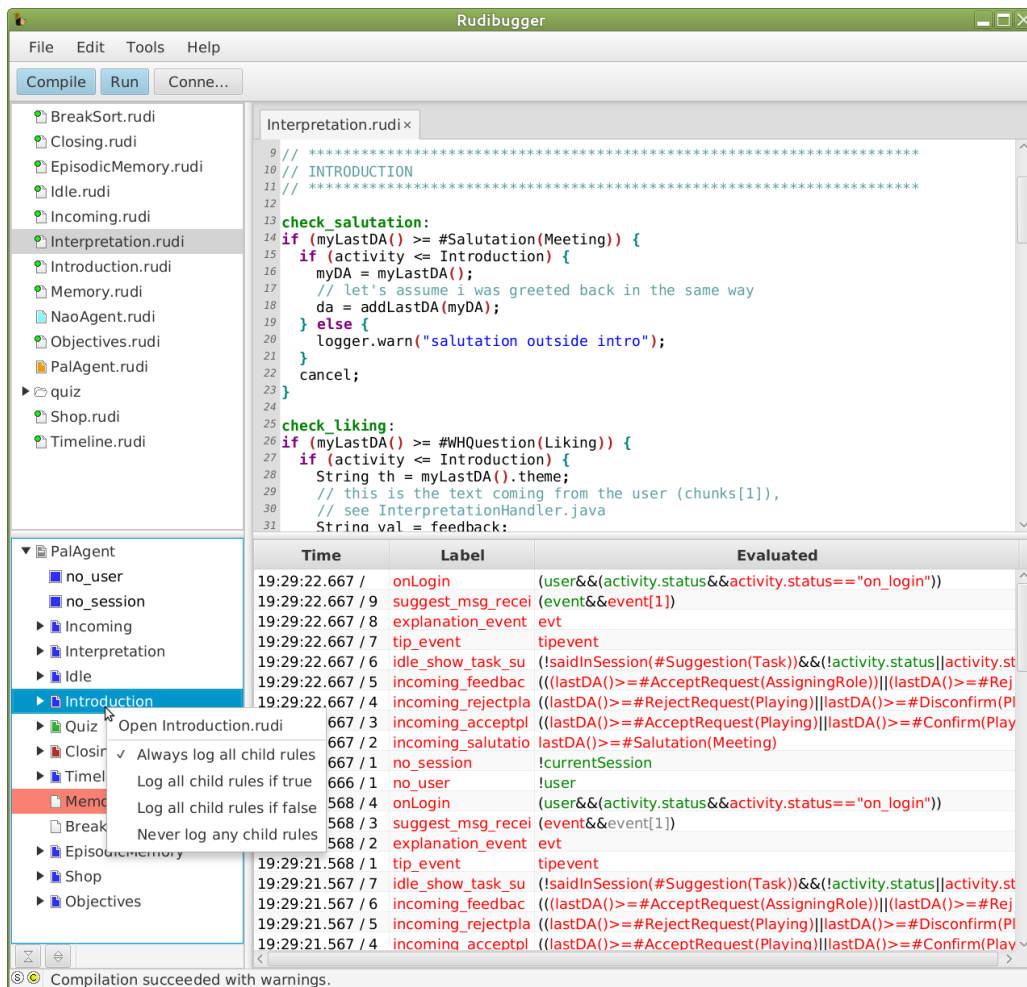 Rudibugger
File Edit Tools Help
Compile Run Conne...
BreakSort.rudi
Closing.rudi
EpisodicMemory.rudi
Idle.rudi
Incoming.rudi
Interpretation.rudi
Introduction.rudi
Memory.rudi
NaoAgent.rudi
Objectives.rudi
PalAgent.rudi
quiz
Shop.rudi
Timeline.rudi
Interpretation.rudi×
9 // **********************************************************************
10 // INTRODUCTION
11 // **********************************************************************
12
13 check_salutation:
14 if (myLastDA() >= #Salutation(Meeting)) {
15 if (activity <= Introduction) {
16 myDA = myLastDA();
17 // let's assume i was greeted back in the same way
18 da = addLastDA(myDA);
19 } else {
20 logger.warn("salutation outside intro");
21 }
22 cancel;
23 }
24
25 check_liking:
26 if (myLastDA() >= #WHQuestion(Liking)) {
27 if (activity <= Introduction) {
28 String th = myLastDA().theme;
29 // this is the text coming from the user (chunks[1]),
30 // see InterpretationHandler.java
31 String val = feedback;
PalAgent
no_user
no_session
Incoming
Interpretation
Idle
Introduction
Quiz
Closin
Timel
Memo
Break
EpisodicMemory
Shop
Objectives
Open Introduction.rudi
✓ Always log all child rules
Log all child rules if true
Log all child rules if false
Never log any child rules
Time Label Evaluated
19:29:22.667 / onLogin (user&&(activity.status&&activity.status=="on_login"))
19:29:22.667 / 9 suggest_msg_recei (event&&event[1])
19:29:22.667 / 8 explanation_event evt
19:29:22.667 / 7 tip_event tipevent
19:29:22.667 / 6 idle_show_task_su (!saidInSession(#Suggestion(Task))&&(!activity.status||activity.st
19:29:22.667 / 5 incoming_feedbac (((lastDA()>=#AcceptRequest(AssigningRole))||(lastDA()>=#Rej
19:29:22.667 / 4 incoming_rejectpla ((lastDA()>=#RejectRequest(Playing)||lastDA()>=#Disconfirm(Pl
.667 / 3 incoming_acceptpl ((lastDA()>=#AcceptRequest(Playing)||lastDA()>=#Confirm(Play
.667 / 2 incoming_salutatio lastDA()>=#Salutation(Meeting)
.667 / 1 no_session !currentSession
.666 / 1 no_user !user
.568 / 4 onLogin (user&&(activity.status&&activity.status=="on_login"))
.568 / 3 suggest_msg_recei (event&&event[1])
.568 / 2 explanation_event evt
19:29:21.568 / 1 tip_event tipevent
19:29:21.567 / 7 idle_show_task_su (!saidInSession(#Suggestion(Task))&&(!activity.status||activity.st
19:29:21.567 / 6 incoming_feedbac (((lastDA()>=#AcceptRequest(AssigningRole))||(lastDA()>=#Rej
19:29:21.567 / 5 incoming_rejectpla ((lastDA()>=#RejectRequest(Playing)||lastDA()>=#Disconfirm(Pl
19:29:21.567 / 4 incoming_acceptpl ((lastDA()>=#AcceptRequest(Playing)||lastDA()>=#Confirm(Play
S C Compilation succeeded with warnings.